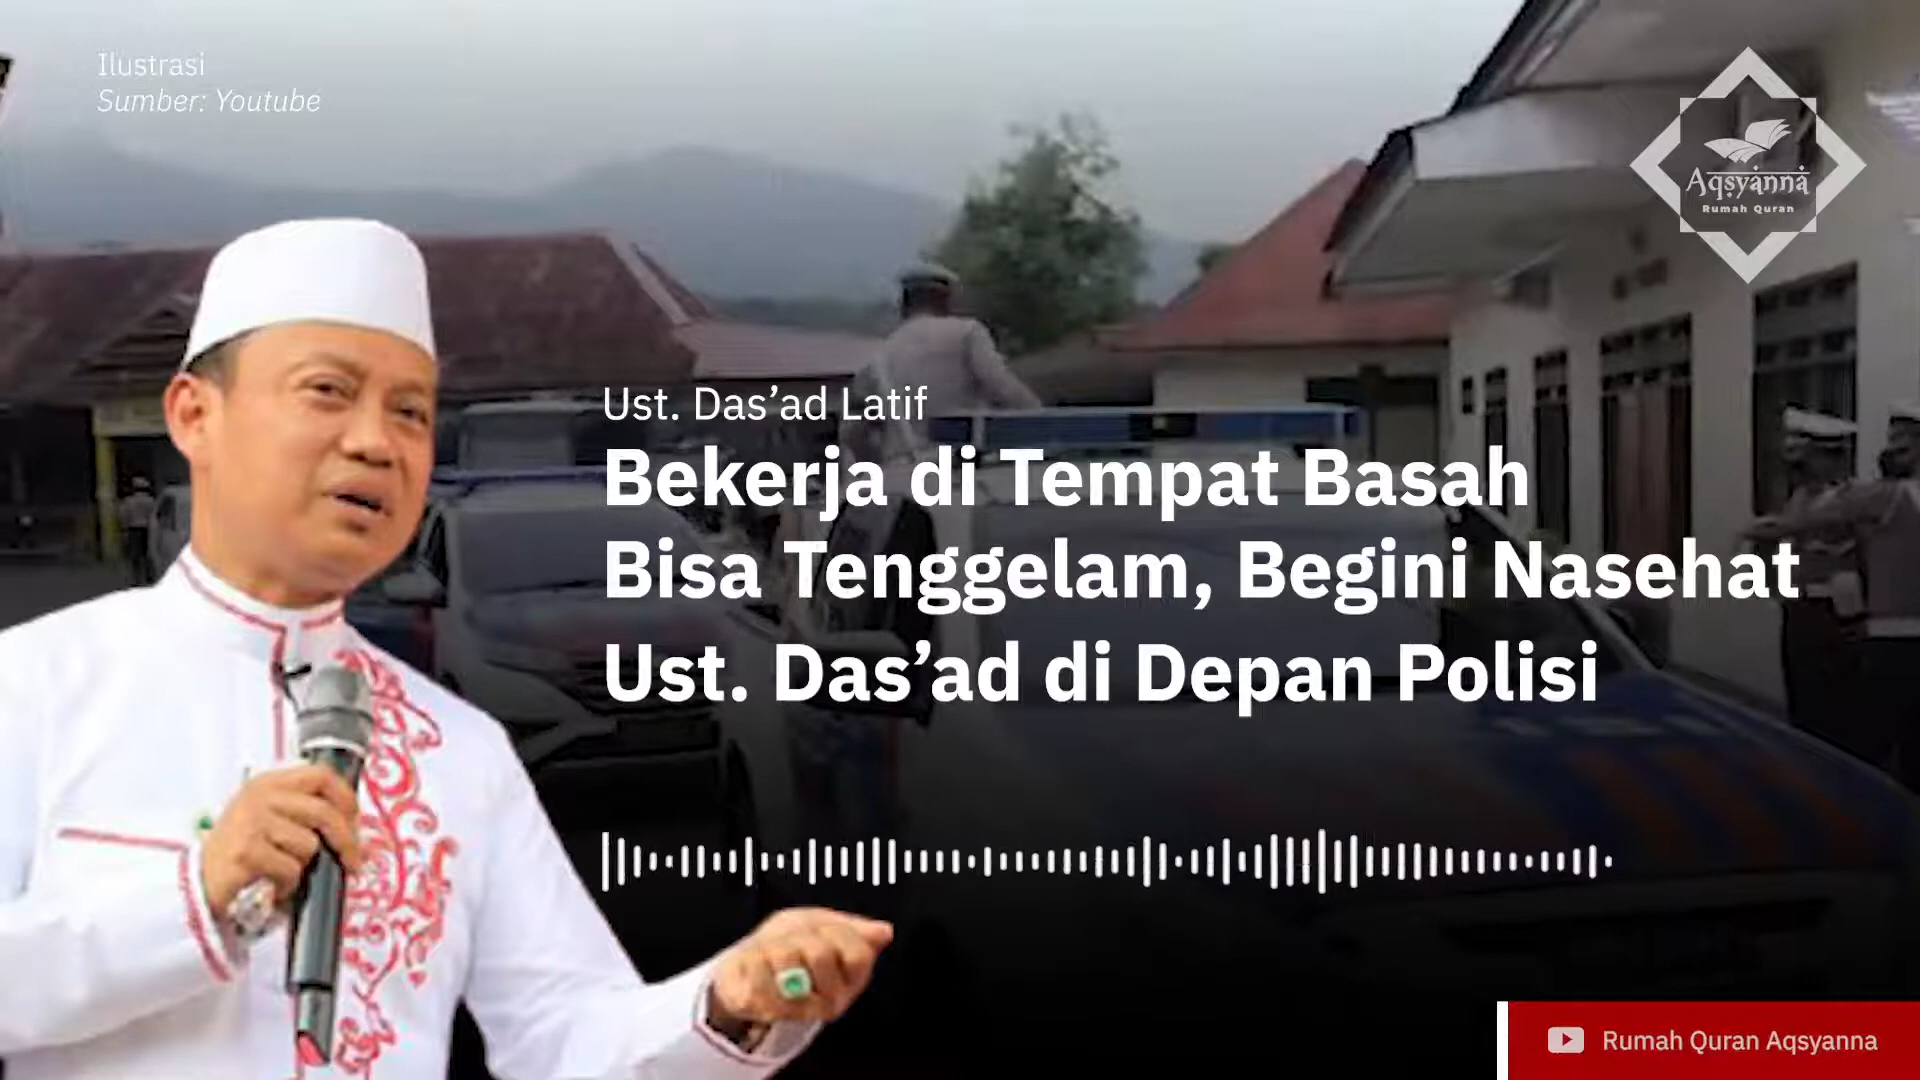 Ilustrasi
Sumber: Youtube
Aqsyanna
Rumah Quran
Ust. Das’ad Latif
Bekerja di Tempat Basah
Bisa Tenggelam, Begini Nasehat
Ust. Das’ad di Depan Polisi
Rumah Quran Aqsyanna